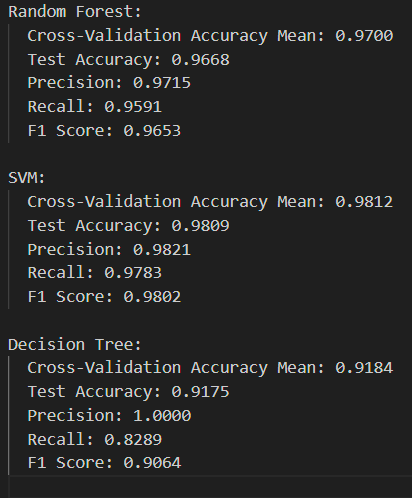 Random Forest:
Cross-Validation Accuracy Mean: 0.9700
Test Accuracy: 0.9668
Precision: 0.9715
Recall: 0.9591
F1 Score: 0.9653
SVM:
Cross-Validation Accuracy Mean: 0.9812
Test Accuracy: 0.9809
Precision: 0.9821
Recall: 0.9783
F1 Score: 0.9802
Decision Tree:
Cross-Validation Accuracy Mean: 0.9184
Test Accuracy: 0.9175
Precision: 1.0000
Recall: 0.8289
F1 Score: 0.9064